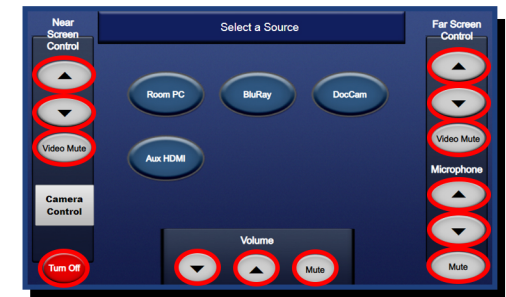 Near
Screen
Control
Select a Source
Far Screen
Control
Room PC
BluRay
DocCam
Video Mute
Video Mute
Aux HDMI
Microphone
Camera
Control
Volume
Turn Off
Mute
Mute